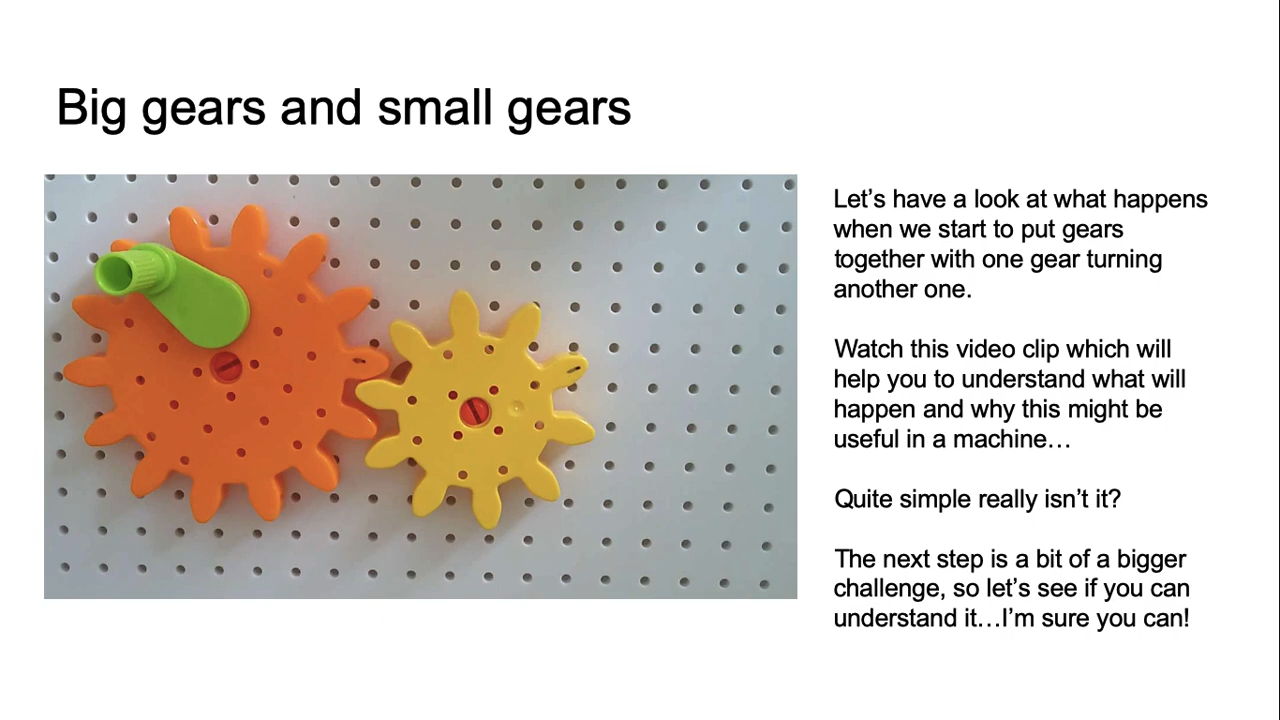 Big gears and small gears
Let’s have a look at what happens
when we start to put gears
together with one gear turning
another one.
Watch this video clip which will
help you to understand what will
happen and why this might be
useful in a machine…
Quite simple really isn’t it?
The next step is a bit of a bigger
challenge, so let’s see if you can
understand it…I’m sure you can!